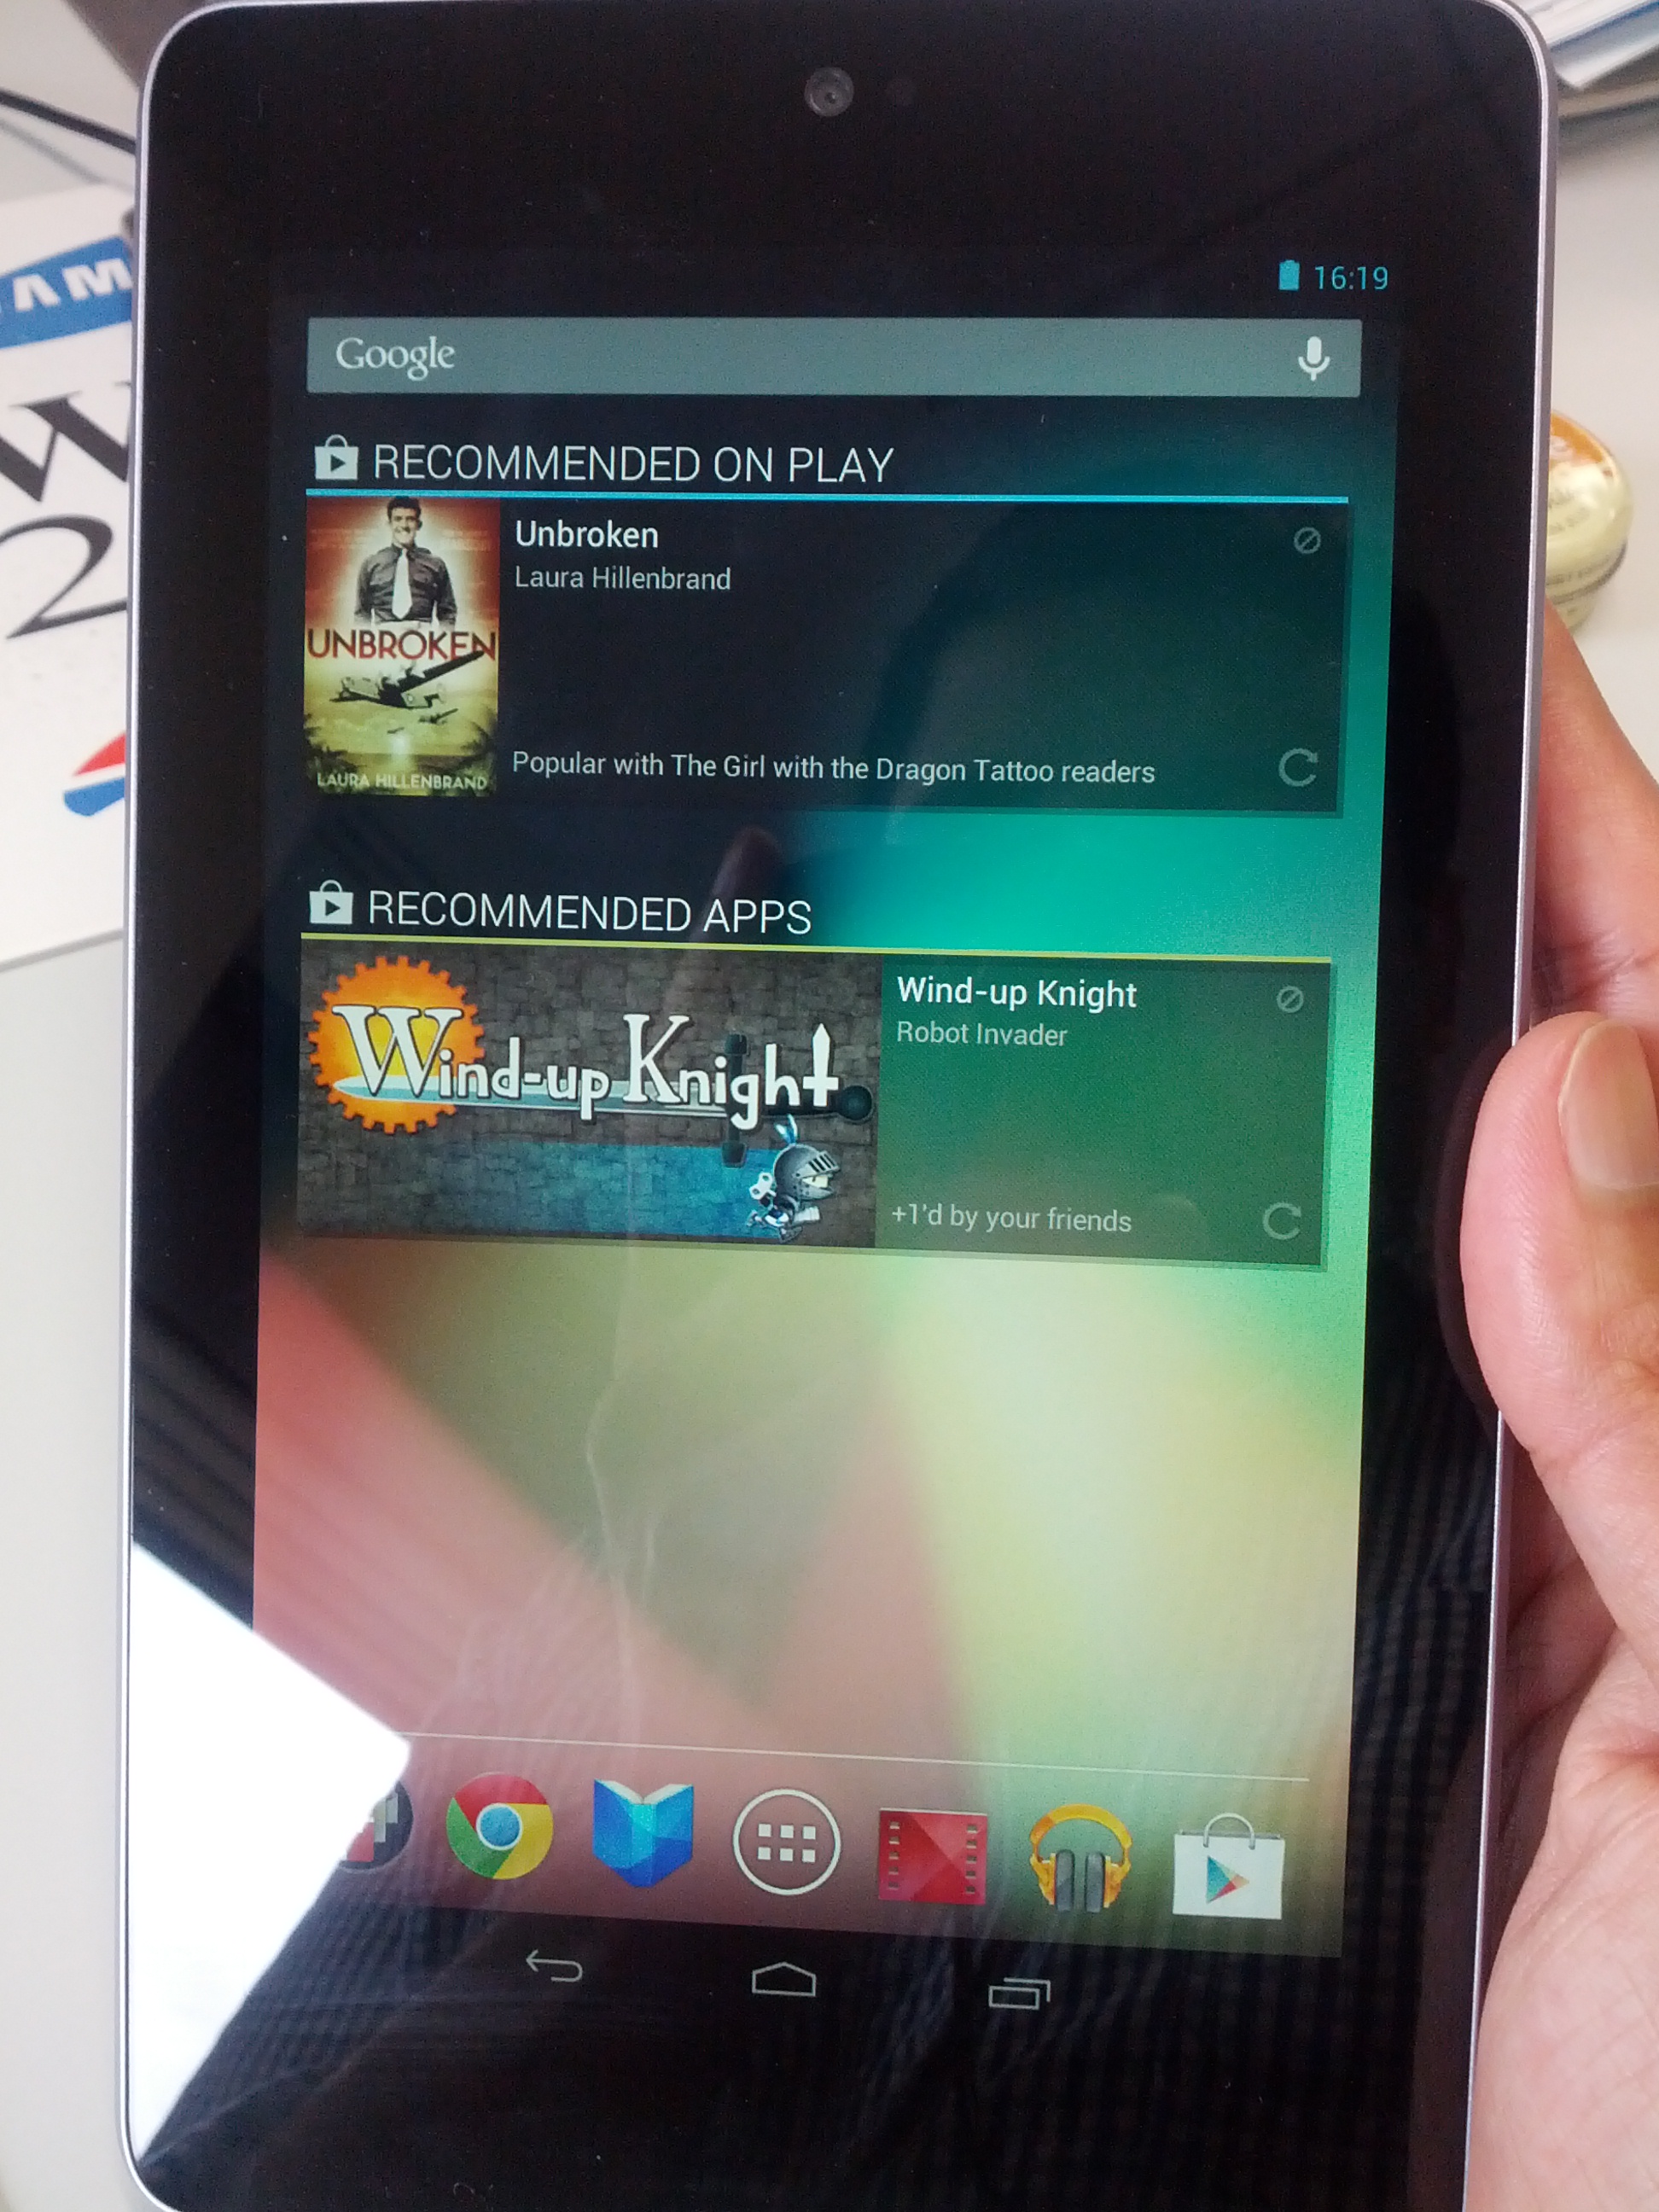 16:19
Google
RECOMMENDED ON PLAY
Unbroken
Laura Hillenbrand
UNBROKEN
LAURA HILLENBRAND
Popular with The Girl with the Dragon Tattoo readers
RECOMMENDED APPS
Wind-up Knight
Wind-up Knight
Robot Invader
+1'd by your friends